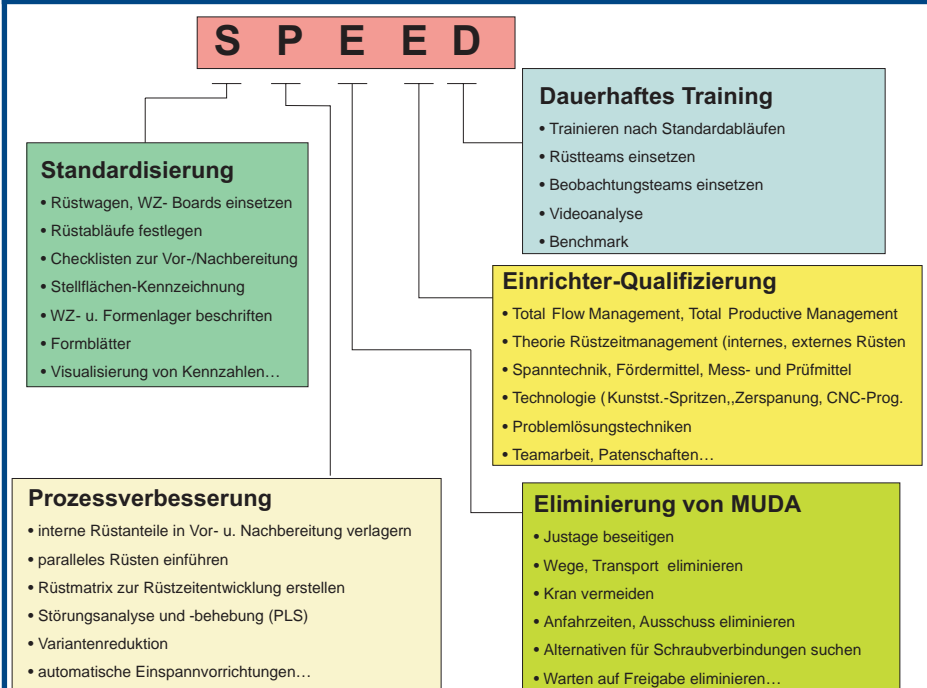 S P E E D
Dauerhaftes Training
• Trainieren nach Standardabläufen
• Rüstteams einsetzen
• Beobachtungsteams einsetzen
• Videoanalyse
• Benchmark
Standardisierung
• Rüstwagen, WZ- Boards einsetzen
• Rüstabläufe festlegen
• Checklisten zur Vor-/Nachbereitung
• Stellflächen-Kennzeichnung
• WZ- u. Formenlager beschriften
• Formblätter
• Visualisierung von Kennzahlen…
Einrichter-Qualifizierung
• Total Flow Management, Total Productive Management
• Theorie Rüstzeitmanagement (internes, externes Rüsten
• Spanntechnik, Fördermittel, Mess- und Prüfmittel
• Technologie (Kunstst.-Spritzen,,Zerspanung, CNC-Prog.
• Problemlösungstechniken
• Teamarbeit, Patenschaften…
Prozessverbesserung
• interne Rüstanteile in Vor- u. Nachbereitung verlagern
• paralleles Rüsten einführen
• Rüstmatrix zur Rüstzeitentwicklung erstellen
• Störungsanalyse und -behebung (PLS)
• Variantenreduktion
• automatische Einspannvorrichtungen…
Eliminierung von MUDA
• Justage beseitigen
• Wege, Transport eliminieren
• Kran vermeiden
• Anfahrzeiten, Ausschuss eliminieren
• Alternativen für Schraubverbindungen suchen
• Warten auf Freigabe eliminieren…